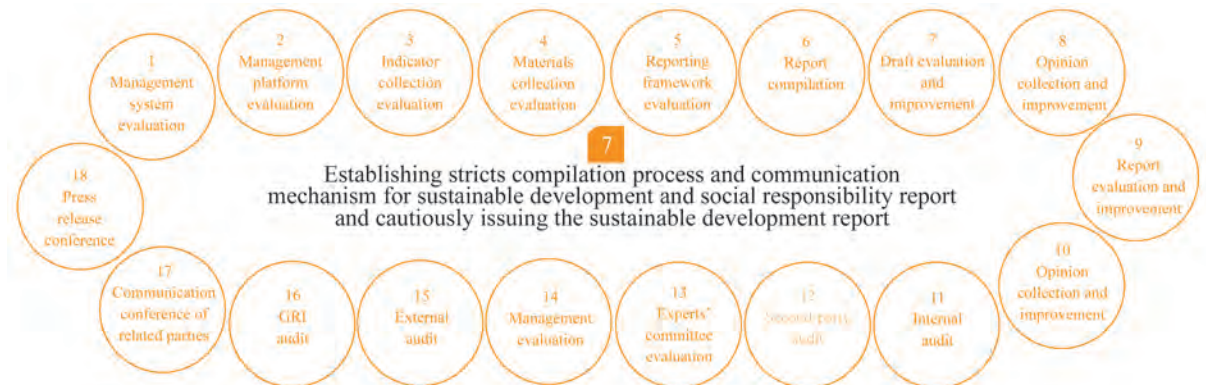 1
Management
system
evaluation
2
Management
platform
evaluation
3
Indicator
collection
evaluation
4
Materials
collection
evaluation
5
Reporting
framework
evaluation
6
Report
compilation
7
Draft evaluation
and
improvement
8
Opinion
collection and
improvement
9
Report
evaluation and
improvement
10
Opinion
collection and
improvement
11
Internal
audit
12
Second-party
audit
13
Experts'
committee
evaluation
14
Management
evaluation
15
External
audit
16
GRI
audit
17
Communication
conference of
related parties
18
Press
release
conference
7
Establishing stricts compilation process and communication
mechanism for sustainable development and social responsibility report
and cautiously issuing the sustainable development report